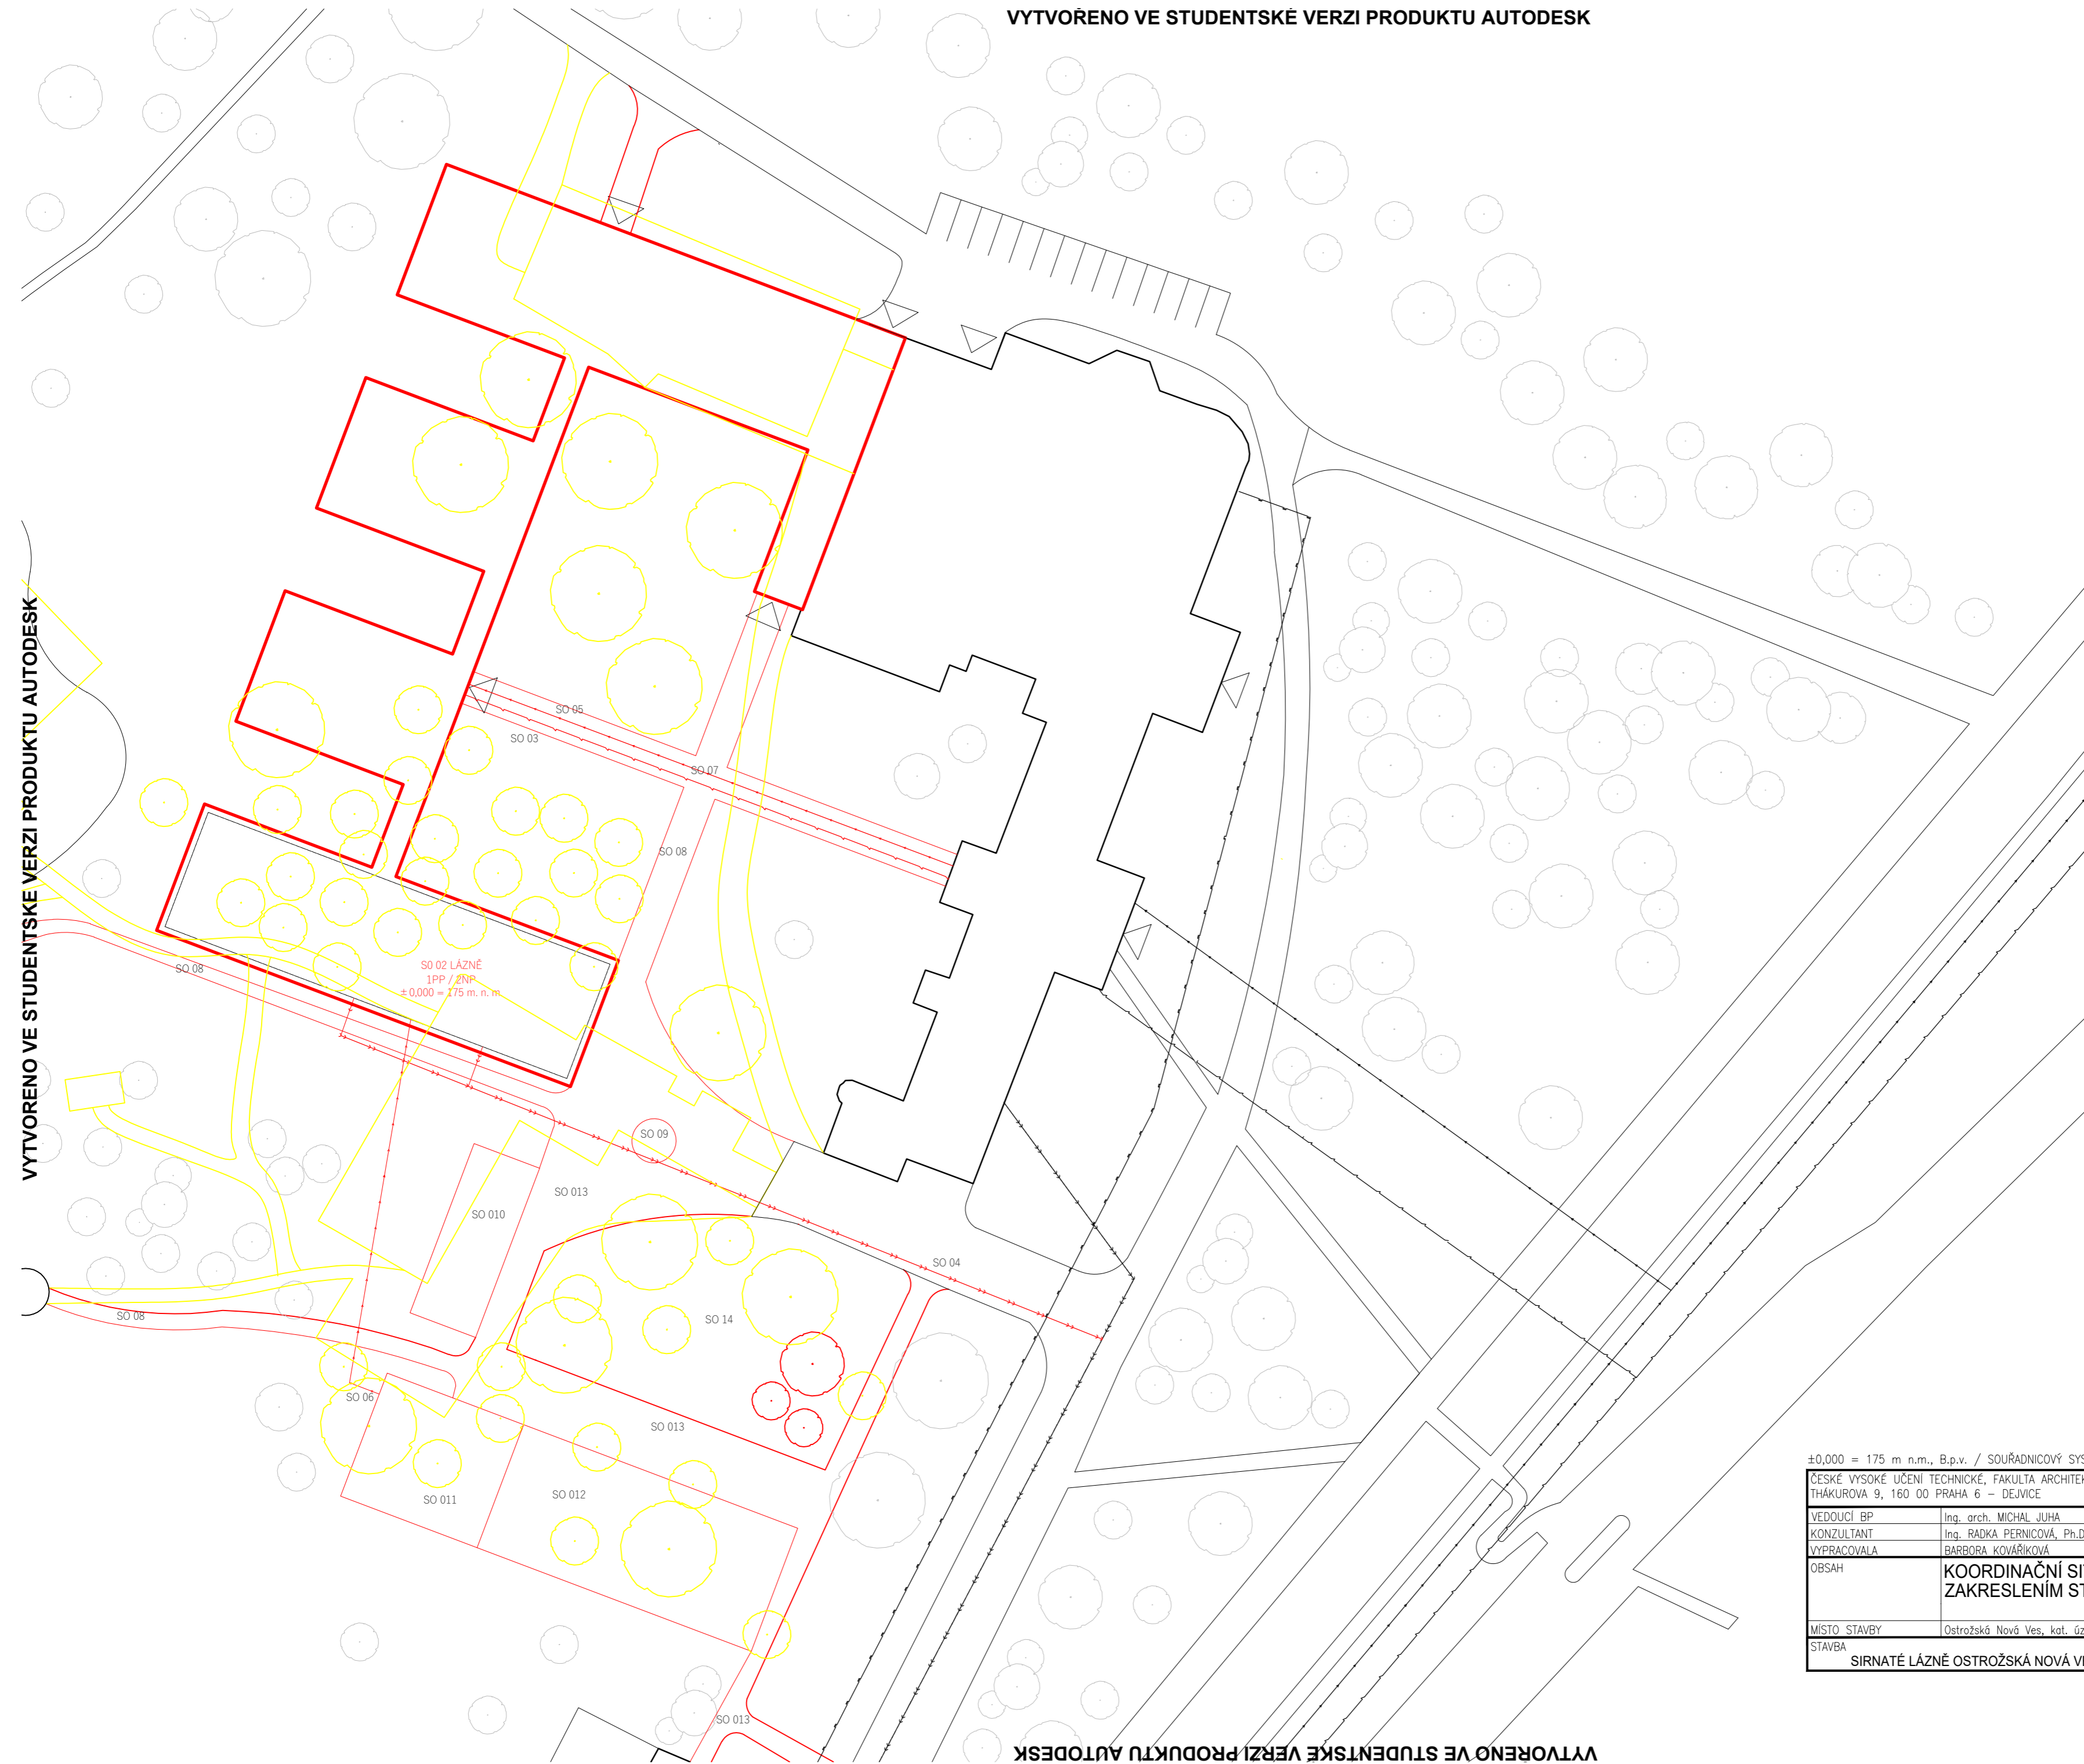 VYTVOŘENO VE STUDENTSKÉ VERZI PRODUKTU AUTODESK
VYTVOŘENO VE STUDENTSKÉ VERZI PRODUKTU AUTODESK
SO 05
SO 03
SO 07
SO 08
SO 08
S0 02 LÁZNĚ
1PP / 2NP
±0,000 = 175 m. n. m
SO 09
SO 013
SO 010
SO 04
SO 08
SO 14
SO 06
SO 013
SO 011
SO 012
SO 013
±0,000 = 175 m n.m., B.p.v. / SOUŘADNICOVÝ SYS
ČESKÉ VYSOKÉ UČENÍ TECHNICKÉ, FAKULTA ARCHITEK
THÁKUROVA 9, 160 00 PRAHA 6 – DEJVICE
VEDOUCÍ BP Ing. arch. MICHAL JUHA
KONZULTANT Ing. RADKA PERNICOVÁ, Ph.D
VYPRACOVALA BARBORA KOVÁŘÍKOVÁ
OBSAH KOORDINAČNÍ SI
ZAKRESLENÍM ST
MÍSTO STAVBY Ostrožská Nová Ves, kat. úz
STAVBA
SIRNATÉ LÁZNĚ OSTROŽSKÁ NOVÁ VE
VYTVOŘENO VE STUDENTSKÉ VERZI PRODUKTU AUTODESK